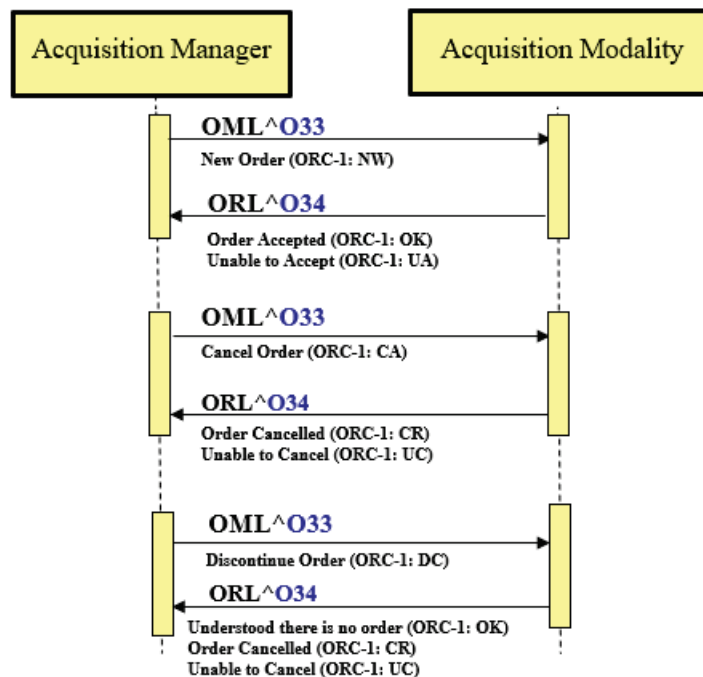 Acquisition Manager
Acquisition Modality
OML^O33
New Order (ORC-1: NW)
ORL^O34
Order Accepted (ORC-1: OK)
Unable to Accept (ORC-1: UA)
OML^O33
Cancel Order (ORC-1: CA)
ORL^O34
Order Cancelled (ORC-1: CR)
Unable to Cancel (ORC-1: UC)
OML^O33
Discontinue Order (ORC-1: DC)
ORL^O34
Understood there is no order (ORC-1: OK)
Order Cancelled (ORC-1: CR)
Unable to Cancel (ORC-1: UC)